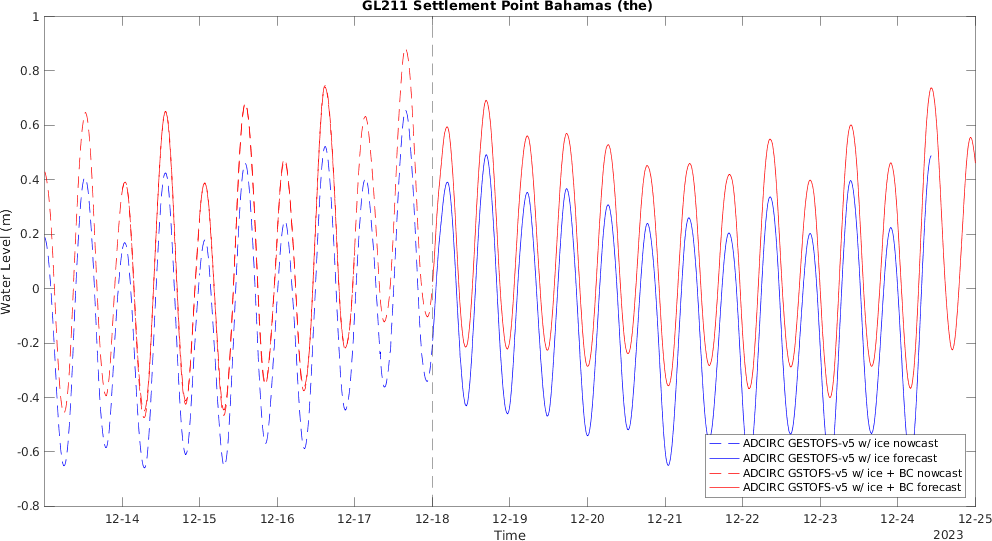 GL211 Settlement Point Bahamas (the)
1
0.8
0.6
0.4
0.2
0
-0.2
-0.4
-0.6
-0.8
Water Level (m)
ADCIRC GESTOFS-v5 w/ ice nowcast
ADCIRC GESTOFS-v5 w/ ice forecast
ADCIRC GSTOFS-v5 w/ ice + BC nowcast
ADCIRC GSTOFS-v5 w/ ice + BC forecast
12-14 12-15 12-16 12-17 12-18 12-19 12-20 12-21 12-22 12-23 12-24 12-25
Time
2023